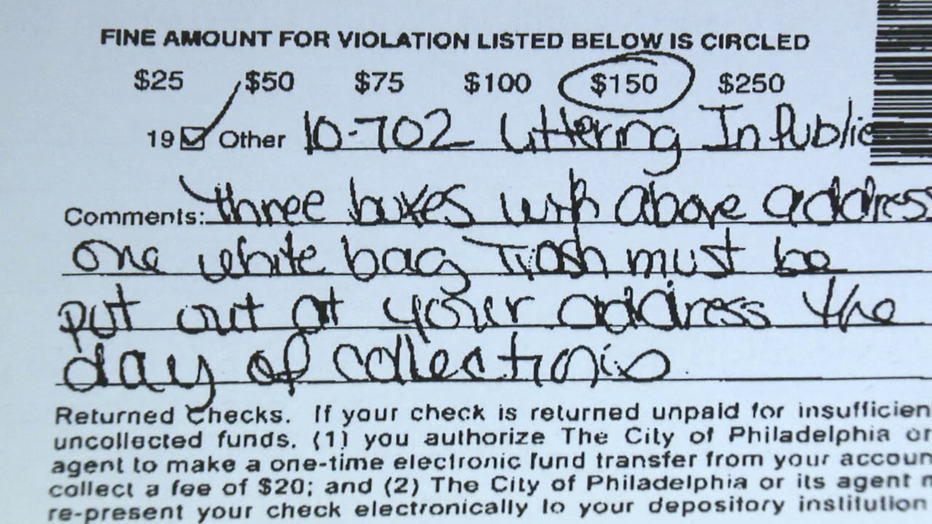 FINE AMOUNT FOR VIOLATION LISTED BELOW IS CIRCLED
$25 $50 $75 $100 $150 $250
19 Other 10-702 Littering In Public
Comments: three boxes with above address
one white bag Trash must be
put out at your address the
day of collections
Returned Checks. If your check is returned unpaid for insufficien
uncollected funds, (1) you authorize The City of Philadelphia or
agent to make a one-time electronic fund transfer from your accoun
collect a fee of $20; and (2) The City of Philadelphia or its agent m
re-present your check electronically to your depository institution